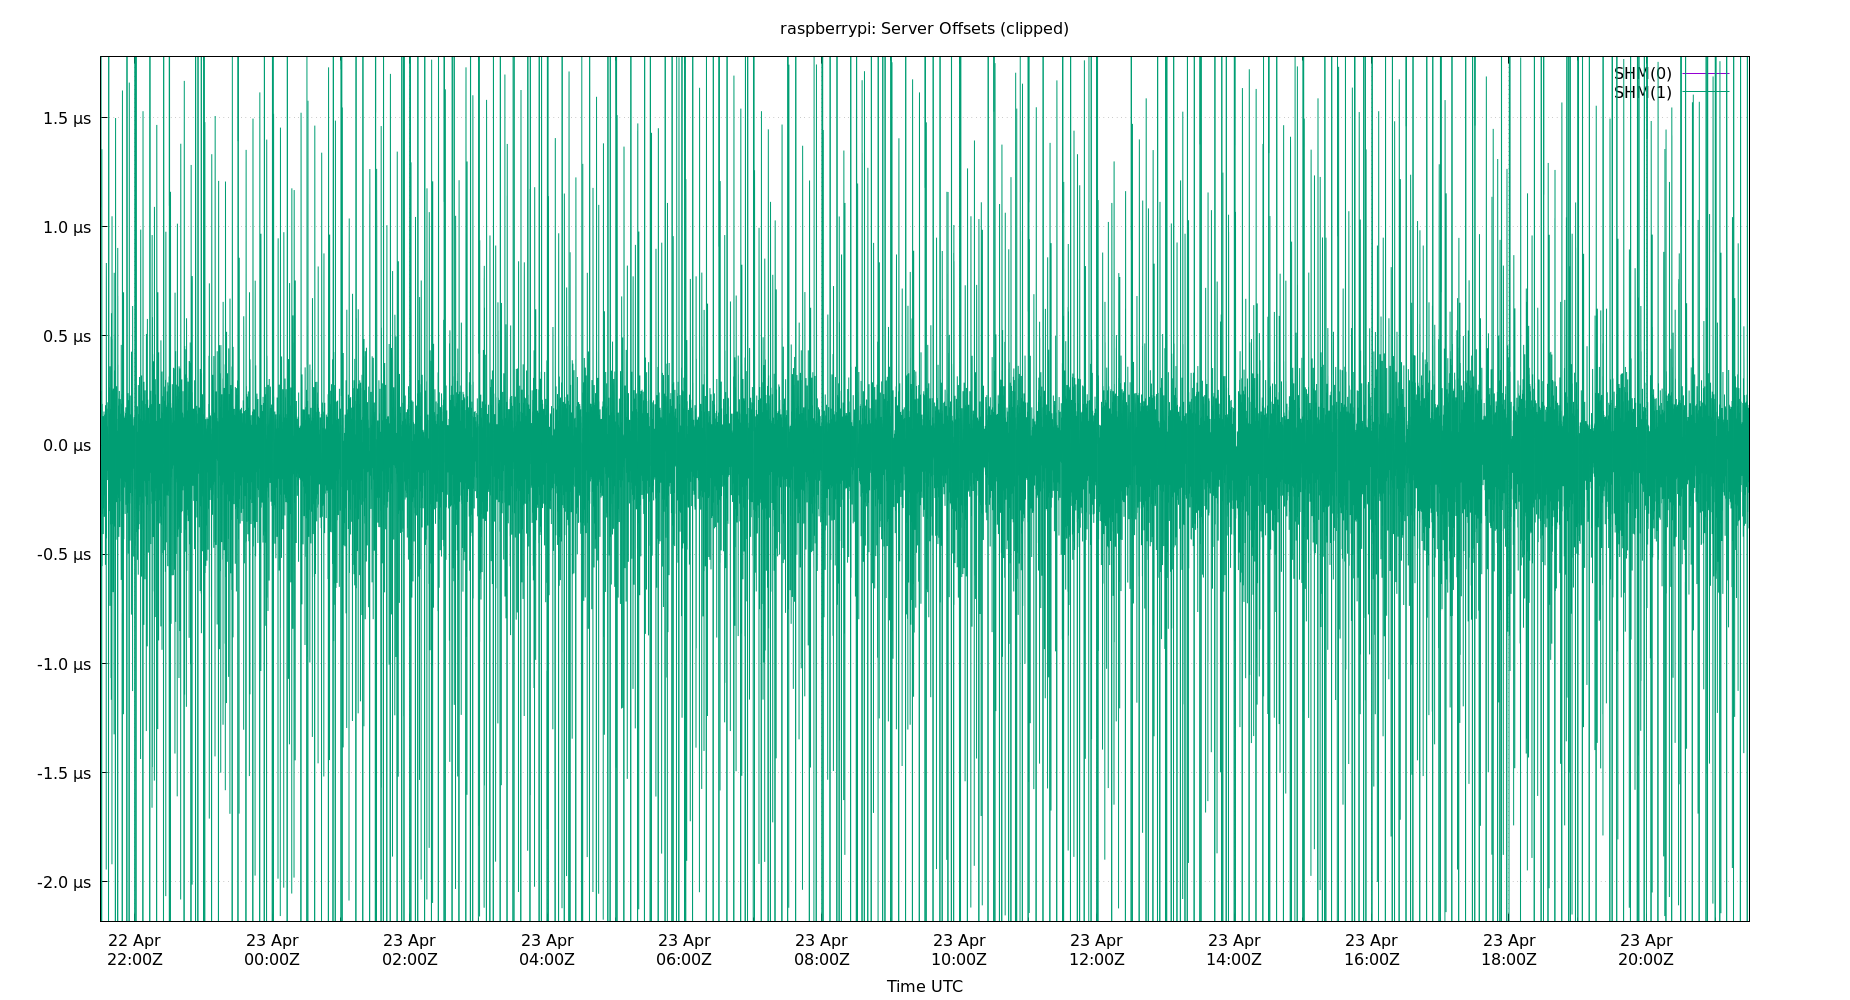 raspberrypi: Server Offsets (clipped)
SHM(0)
SHM(1)
1.5 µs
1.0 µs
0.5 µs
0.0 µs
-0.5 µs
-1.0 µs
-1.5 µs
-2.0 µs
22 Apr 23 Apr 23 Apr 23 Apr 23 Apr 23 Apr 23 Apr 23 Apr 23 Apr 23 Apr 23 Apr 23 Apr
22:00Z 00:00Z 02:00Z 04:00Z 06:00Z 08:00Z 10:00Z 12:00Z 14:00Z 16:00Z 18:00Z 20:00Z
Time UTC